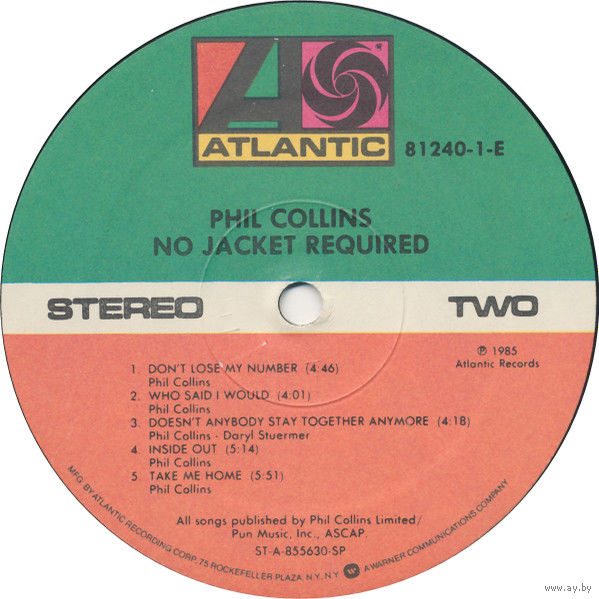 ATLANTIC
81240-1-E
PHIL COLLINS
NO JACKET REQUIRED
STEREO
TWO
℗ 1985
Atlantic Records
1. DON'T LOSE MY NUMBER (4:46)
Phil Collins
2. WHO SAID I WOULD (4:01)
Phil Collins
3. DOESN'T ANYBODY STAY TOGETHER ANYMORE (4:18)
Phil Collins - Daryl Stuermer
4. INSIDE OUT (5:14)
Phil Collins
5 TAKE ME HOME (5:51)
Phil Collins
All songs published by Phil Collins Limited/
Pun Music, Inc., ASCAP.
ST-A-855630-SP
MFG. BY ATLANTIC RECORDING CORP. 75 ROCKEFELLER PLAZA. N.Y. N.Y. A WARNER COMMUNICATIONS COMPANY
www.ay.by